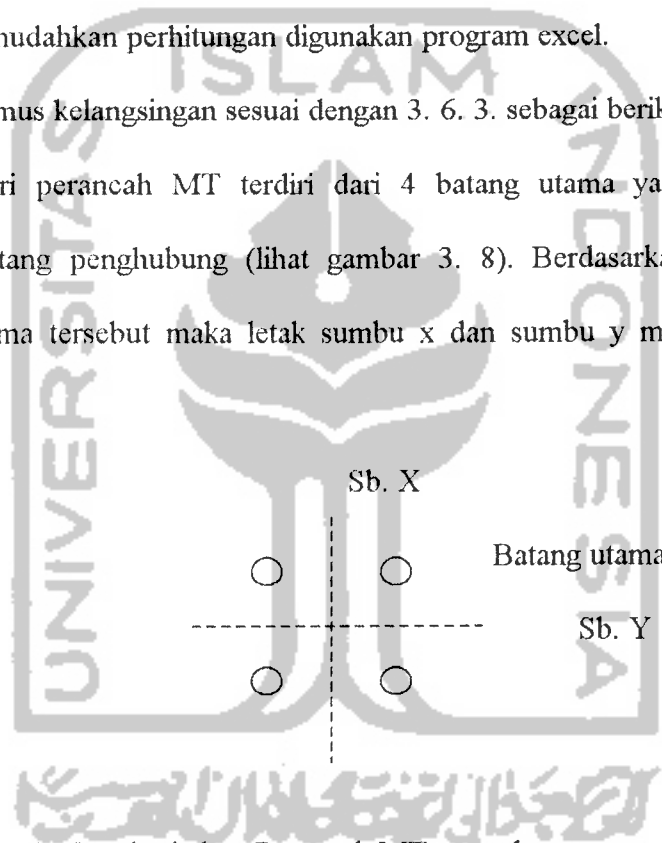 mudahkan perhitungan digunakan program excel.
mus kelangsingan sesuai dengan 3. 6. 3. sebagai berik
ri perancah MT terdiri dari 4 batang utama ya
tang penghubung (lihat gambar 3. 8). Berdasarka
ma tersebut maka letak sumbu x dan sumbu y m
Sb. X
Batang utama
Sb. Y
UNIVERSITAS
ISLAM
INDONESIA